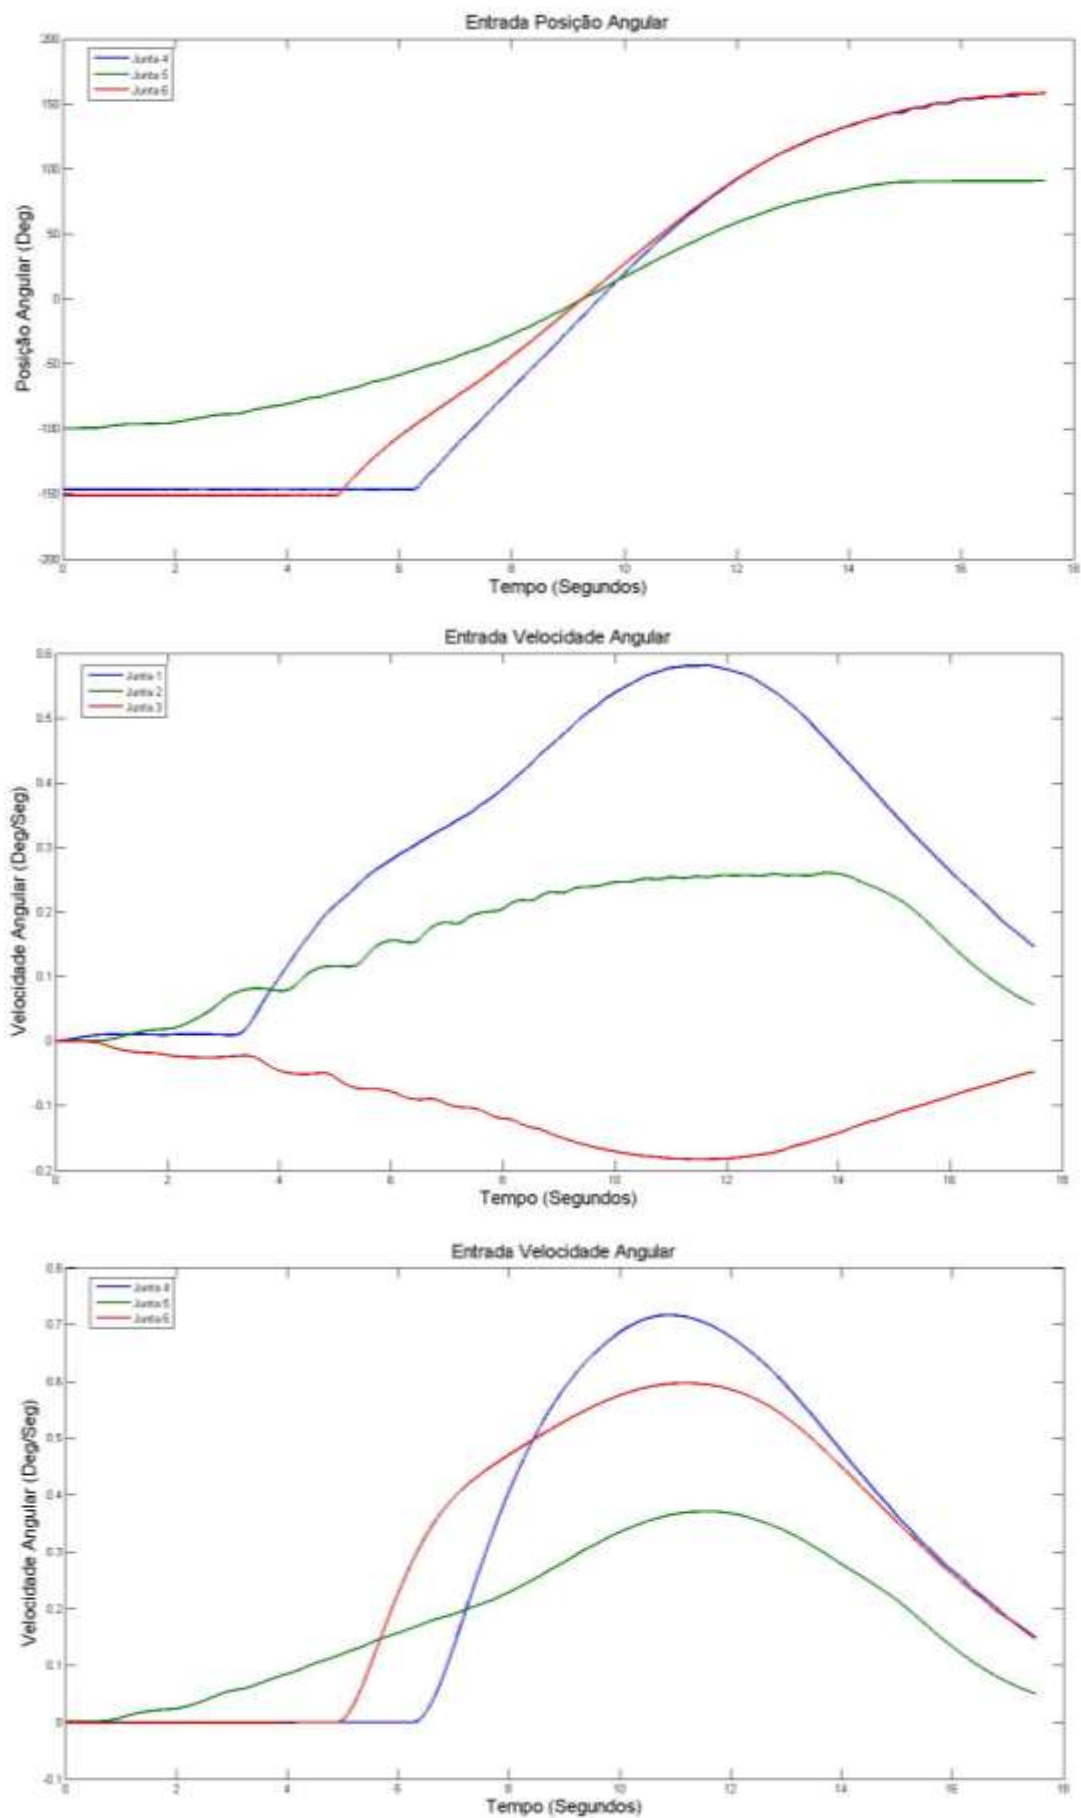 Entrada Posição Angular
Junta 4
Junta 5
Junta 6
200
150
100
50
0
-50
-100
-150
-200
Posição Angular (Deg)
0 2 4 6 8 10 12 14 16 18
Tempo (Segundos)
Entrada Velocidade Angular
Junta 1
Junta 2
Junta 3
0.6
0.5
0.4
0.3
0.2
0.1
0
-0.1
-0.2
Velocidade Angular (Deg/Seg)
0 2 4 6 8 10 12 14 16 18
Tempo (Segundos)
Entrada Velocidade Angular
Junta 4
Junta 5
Junta 6
0.8
0.7
0.6
0.5
0.4
0.3
0.2
0.1
0
-0.1
Velocidade Angular (Deg/Seg)
0 2 4 6 8 10 12 14 16 18
Tempo (Segundos)